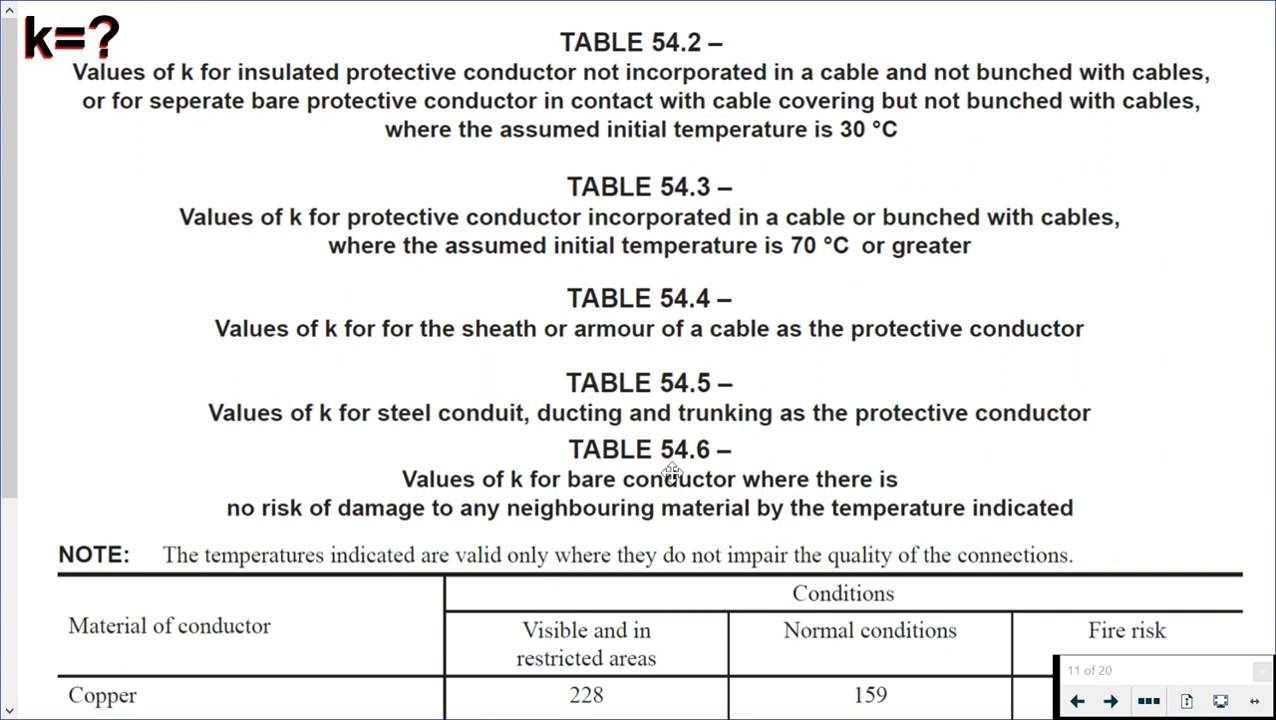 k=?
TABLE 54.2 –
Values of k for insulated protective conductor not incorporated in a cable and not bunched with cables,
or for seperate bare protective conductor in contact with cable covering but not bunched with cables,
where the assumed initial temperature is 30 °C
TABLE 54.3 –
Values of k for protective conductor incorporated in a cable or bunched with cables,
where the assumed initial temperature is 70 °C or greater
TABLE 54.4 –
Values of k for for the sheath or armour of a cable as the protective conductor
TABLE 54.5 –
Values of k for steel conduit, ducting and trunking as the protective conductor
TABLE 54.6 –
Values of k for bare conductor where there is
no risk of damage to any neighbouring material by the temperature indicated
NOTE: The temperatures indicated are valid only where they do not impair the quality of the connections.
Conditions
Material of conductor
Visible and in
restricted areas
Normal conditions
Fire risk
Copper 228 159
11 of 20